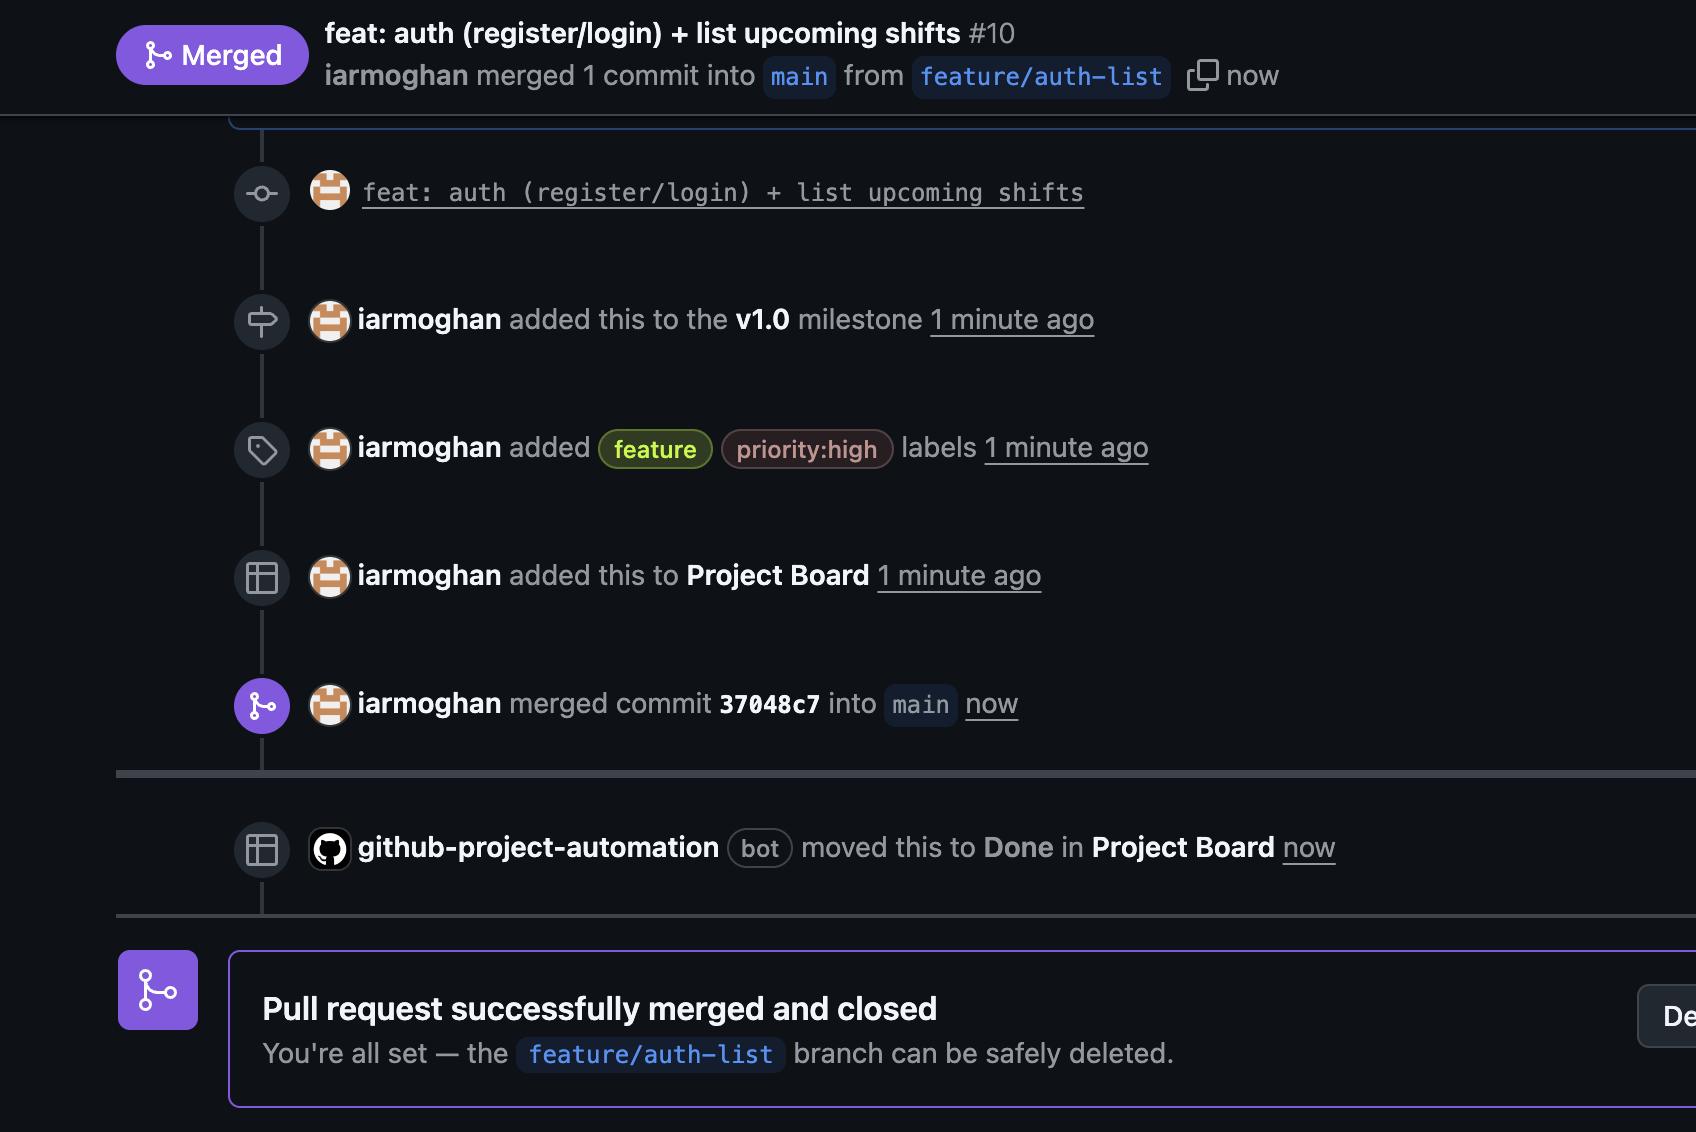 Merged
feat: auth (register/login) + list upcoming shifts #10
iarmoghan merged 1 commit into main from feature/auth-list now
feat: auth (register/login) + list upcoming shifts
iarmoghan added this to the v1.0 milestone 1 minute ago
iarmoghan added feature priority:high labels 1 minute ago
iarmoghan added this to Project Board 1 minute ago
iarmoghan merged commit 37048c7 into main now
github-project-automation bot moved this to Done in Project Board now
Pull request successfully merged and closed
You're all set — the feature/auth-list branch can be safely deleted.
De